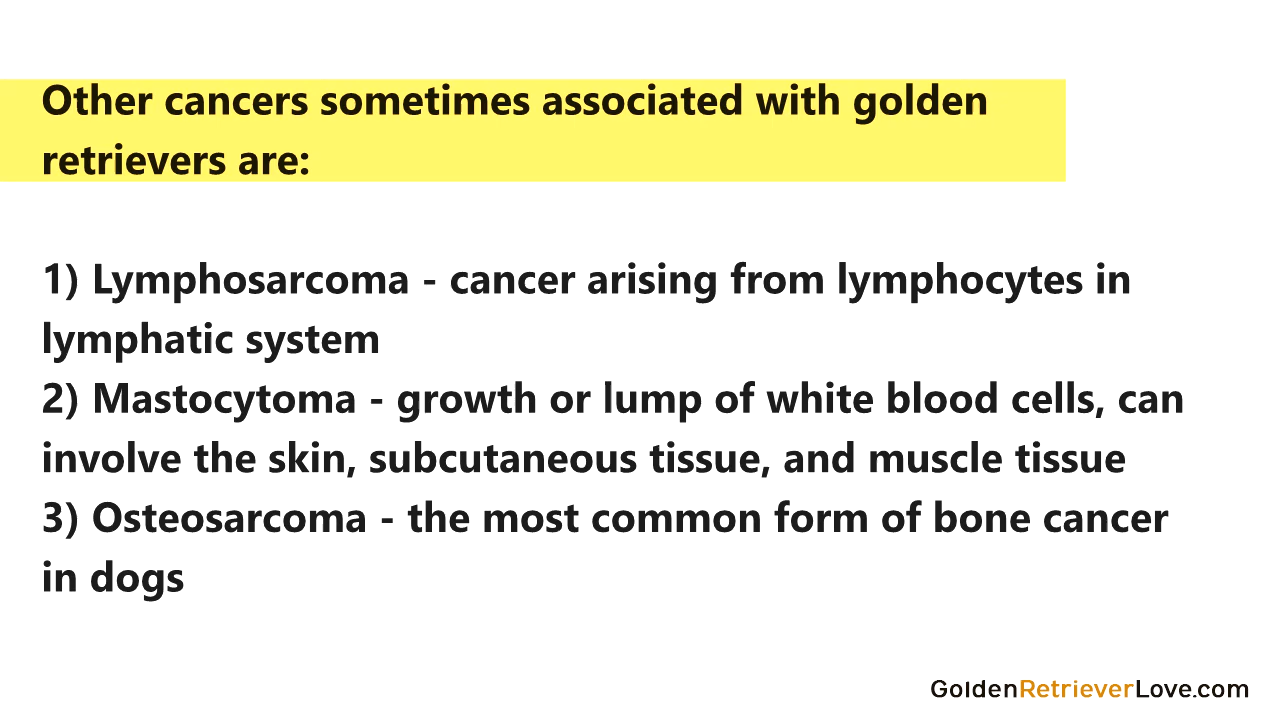 Other cancers sometimes associated with golden
retrievers are:
1) Lymphosarcoma - cancer arising from lymphocytes in
lymphatic system
2) Mastocytoma - growth or lump of white blood cells, can
involve the skin, subcutaneous tissue, and muscle tissue
3) Osteosarcoma - the most common form of bone cancer
in dogs
GoldenRetrieverLove.com